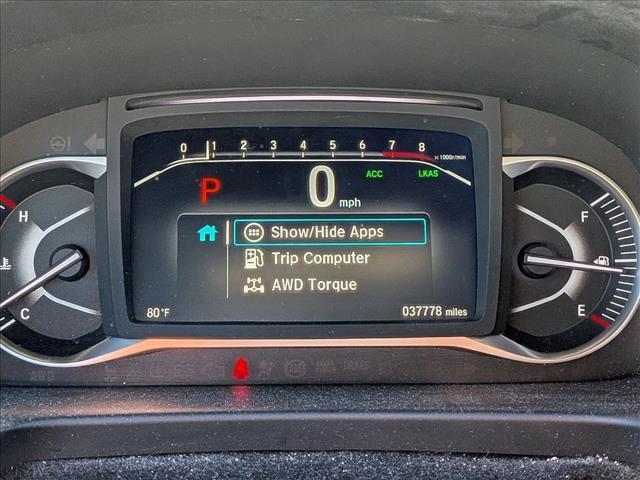 0 1 2 3 4 5 6 7 8 ×1000r/min
P 0 mph ACC LKAS
H
F
Show/Hide Apps
Trip Computer
AWD Torque
C
E
80°F 037778 miles